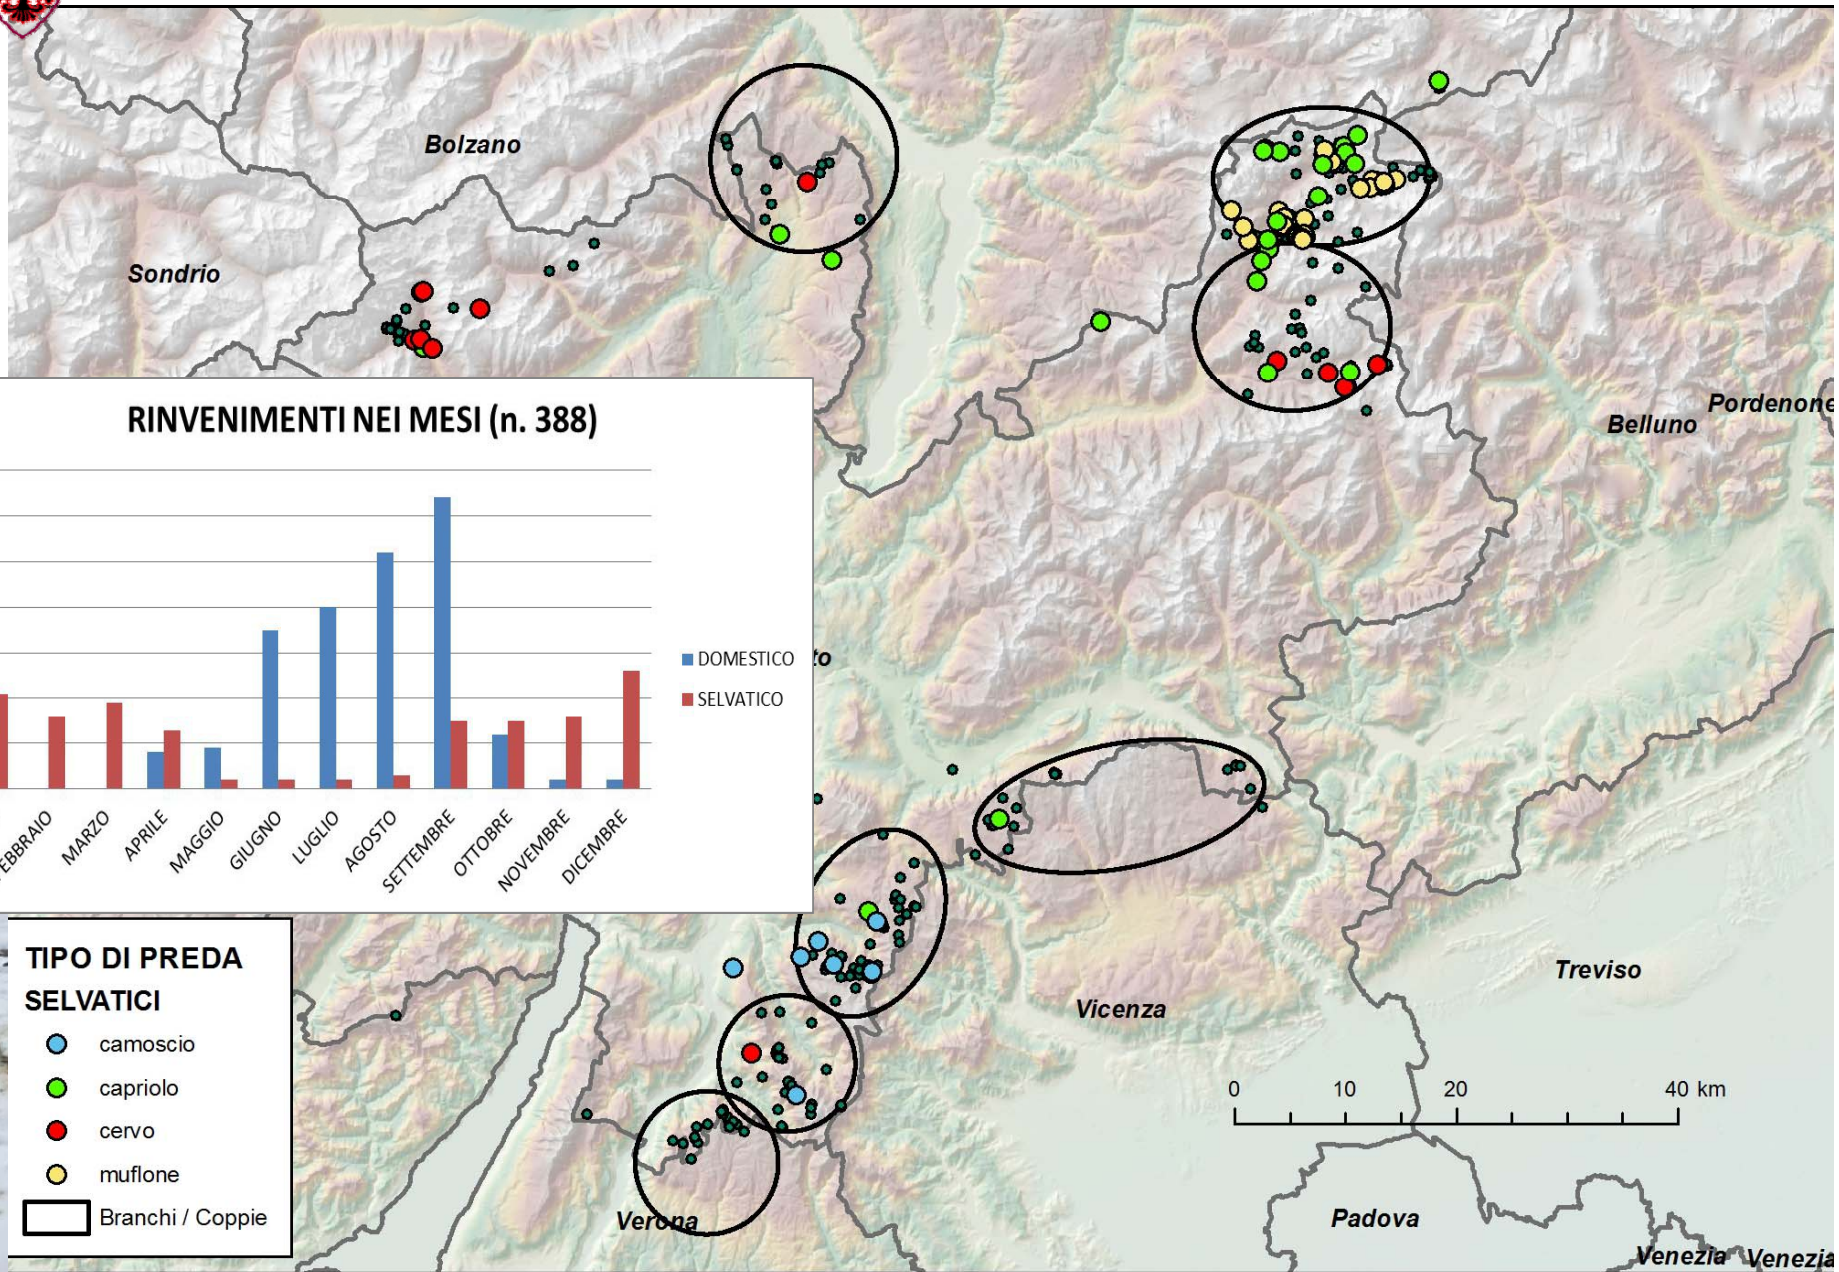 Bolzano
Sondrio
Pordenone
Belluno
RINVENIMENTI NEI MESI (n. 388)
DOMESTICO
SELVATICO
to
EBBRAIO
MARZO
APRILE
MAGGIO
GIUGNO
LUGLIO
AGOSTO
SETTEMBRE
OTTOBRE
NOVEMBRE
DICEMBRE
TIPO DI PREDA
SELVATICI
camoscio
capriolo
cervo
muflone
Branchi / Coppie
Treviso
Vicenza
0 10 20 40 km
Verona
Padova
Venezia Venezia